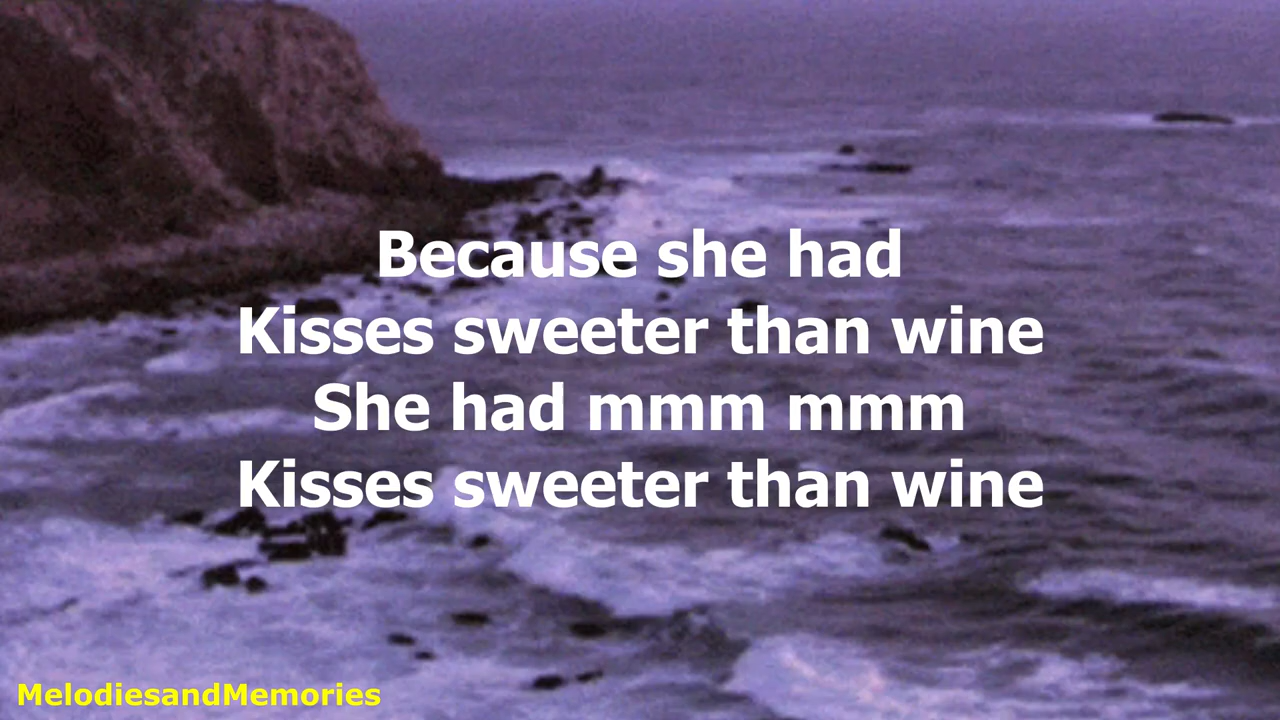 Because she had
Kisses sweeter than wine
She had mmm mmm
Kisses sweeter than wine
MelodiesandMemories